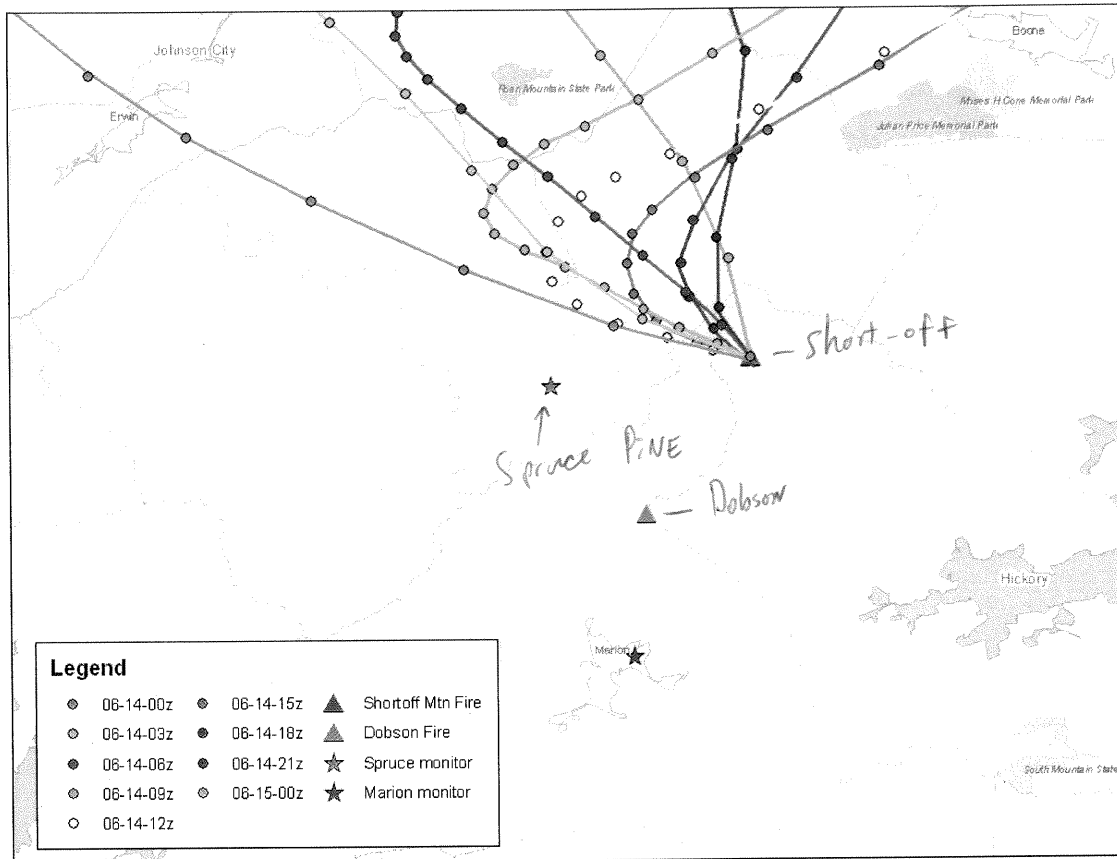 Johnson City
Boone
Roan Mountain State Park
Moses H Cone Memorial Park
Erwin
Julian Price Memorial Park
- Short-off
Spruce PiNE
- Dobson
Hickory
Marion
South Mountain State
Legend
06-14-00z
06-14-03z
06-14-06z
06-14-09z
06-14-12z
06-14-15z
06-14-18z
06-14-21z
06-15-00z
Shortoff Mtn Fire
Dobson Fire
Spruce monitor
Marion monitor